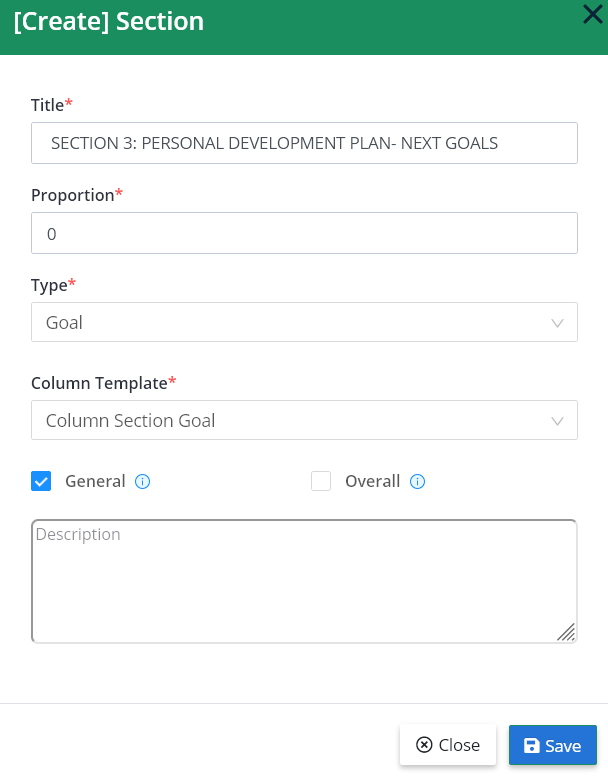 [Create] Section
Title*
SECTION 3: PERSONAL DEVELOPMENT PLAN- NEXT GOALS
Proportion*
0
Type*
Goal
Column Template*
Column Section Goal
General
Overall
Description
Close
Save